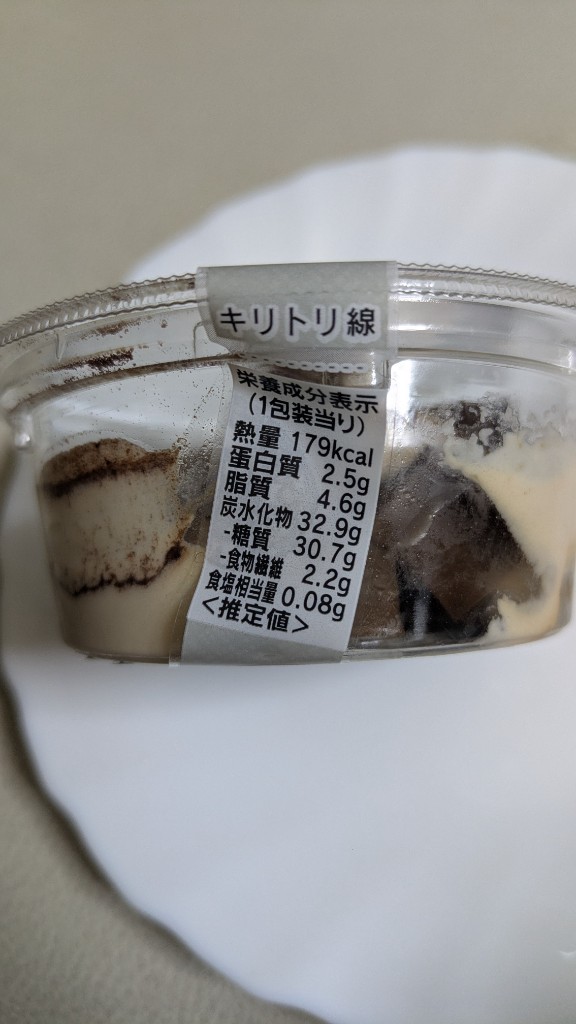 キリトリ線
栄養成分表示
(1包装当り)
熱量 179kcal
蛋白質 2.5g
脂質 4.6g
炭水化物 32.9g
-糖質 30.7g
-食物繊維 2.2g
食塩相当量 0.08g
<推定値>